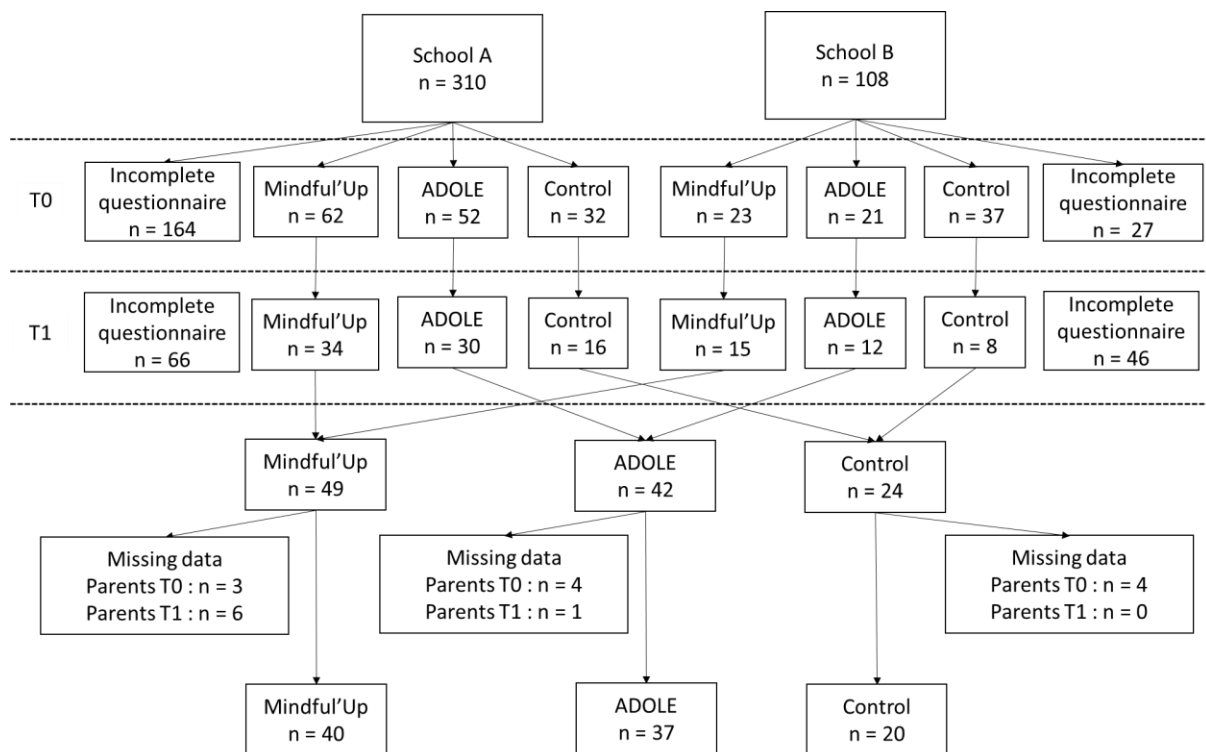 School A
n = 310
School B
n = 108
T0
Incomplete
questionnaire
n = 164
Mindful’Up
n = 62
ADOLE
n = 52
Control
n = 32
Mindful’Up
n = 23
ADOLE
n = 21
Control
n = 37
Incomplete
questionnaire
n = 27
T1
Incomplete
questionnaire
n = 66
Mindful’Up
n = 34
ADOLE
n = 30
Control
n = 16
Mindful’Up
n = 15
ADOLE
n = 12
Control
n = 8
Incomplete
questionnaire
n = 46
Mindful’Up
n = 49
ADOLE
n = 42
Control
n = 24
Missing data
Parents T0 : n = 3
Parents T1 : n = 6
Missing data
Parents T0 : n = 4
Parents T1 : n = 1
Missing data
Parents T0 : n = 4
Parents T1 : n = 0
Mindful’Up
n = 40
ADOLE
n = 37
Control
n = 20